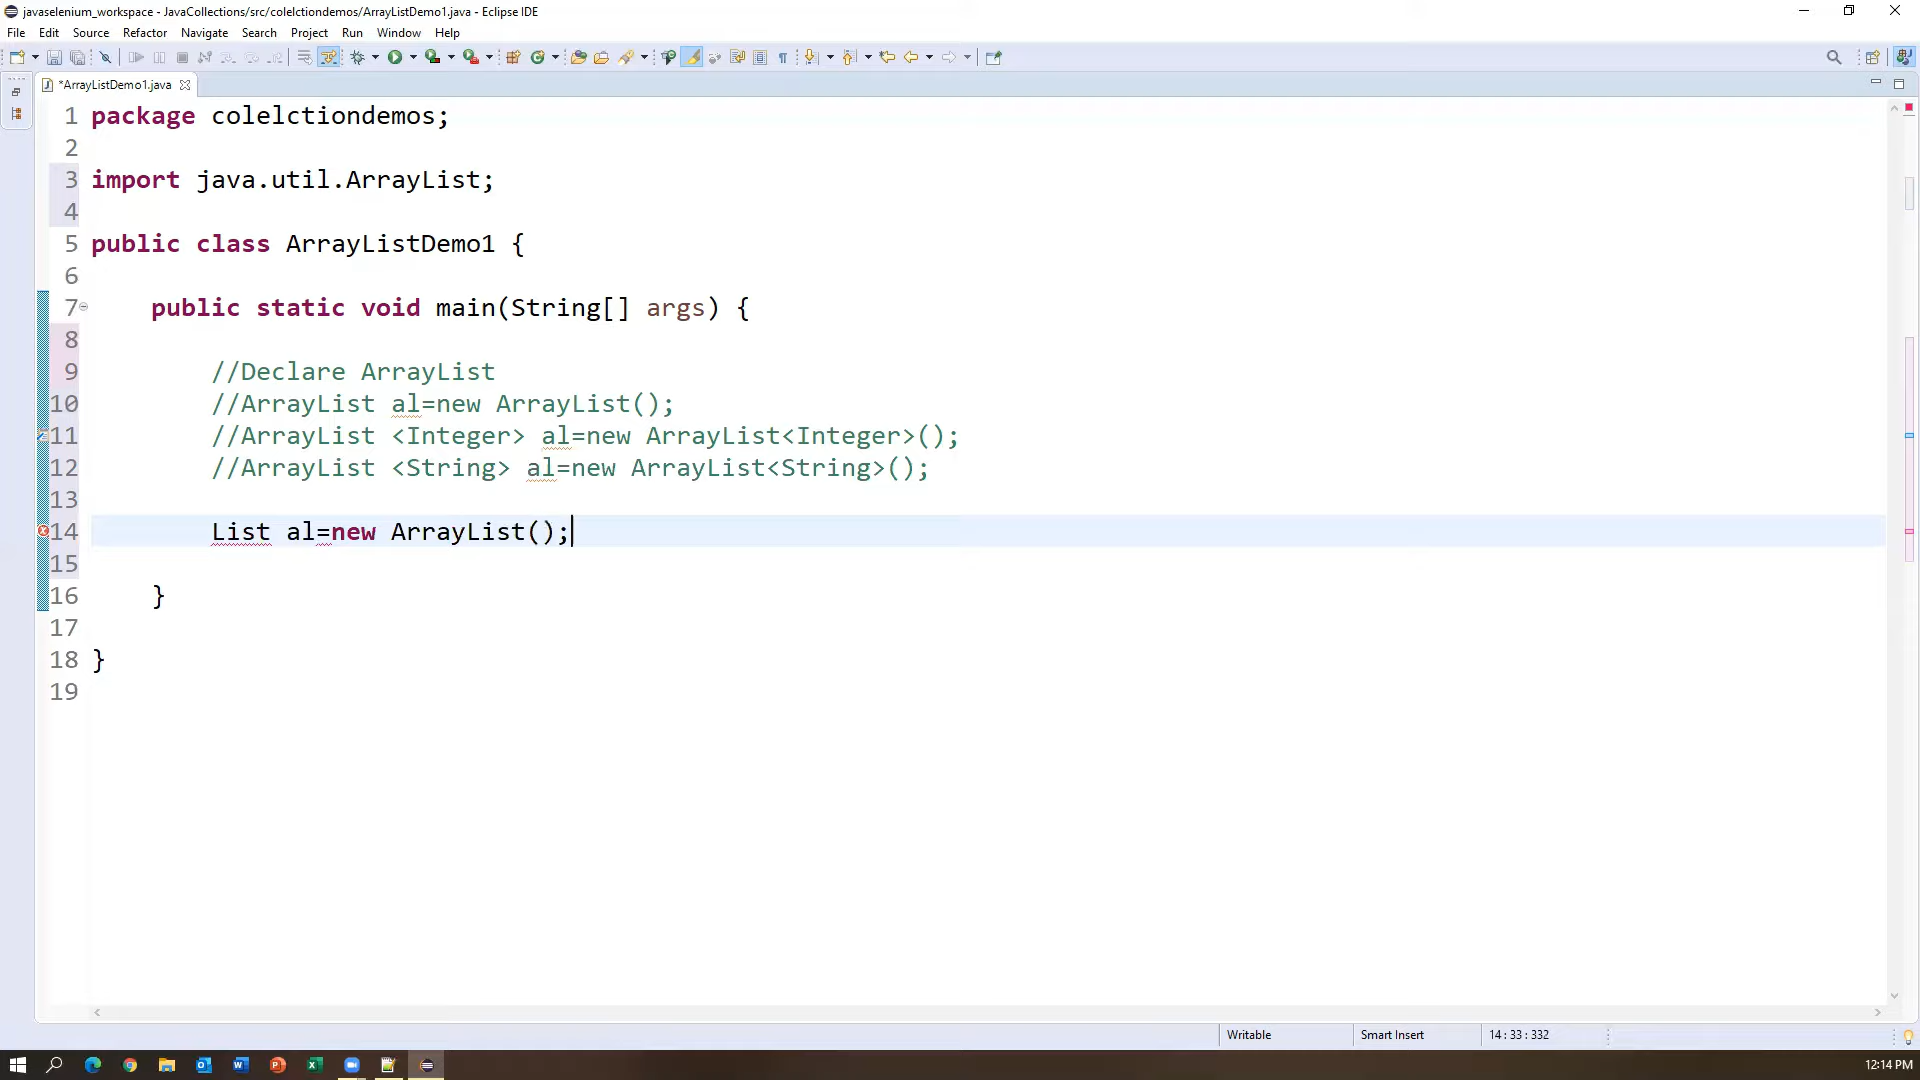 javaselenium_workspace - JavaCollections/src/colelctiondemos/ArrayListDemo1.java - Eclipse IDE
File Edit Source Refactor Navigate Search Project Run Window Help
*ArrayListDemo1.java
1 package colelctiondemos;
2
3 import java.util.ArrayList;
4
5 public class ArrayListDemo1 {
6
7 public static void main(String[] args) {
8
9 //Declare ArrayList
10 //ArrayList al=new ArrayList();
11 //ArrayList <Integer> al=new ArrayList<Integer>();
12 //ArrayList <String> al=new ArrayList<String>();
13
14 List al=new ArrayList();
15
16 }
17
18 }
19
Writable Smart Insert 14 : 33 : 332
12:14 PM